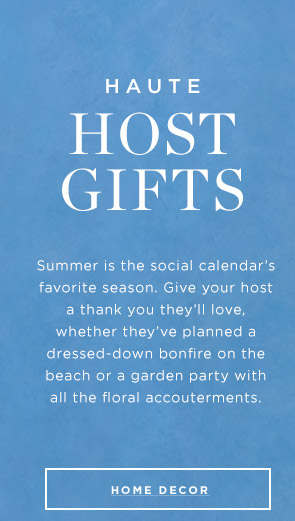 HAUTE
HOST
GIFTS
Summer is the social calendar's
favorite season. Give your host
a thank you they'll love,
whether they've planned a
dressed-down bonfire on the
beach or a garden party with
all the floral accouterments.
HOME DECOR